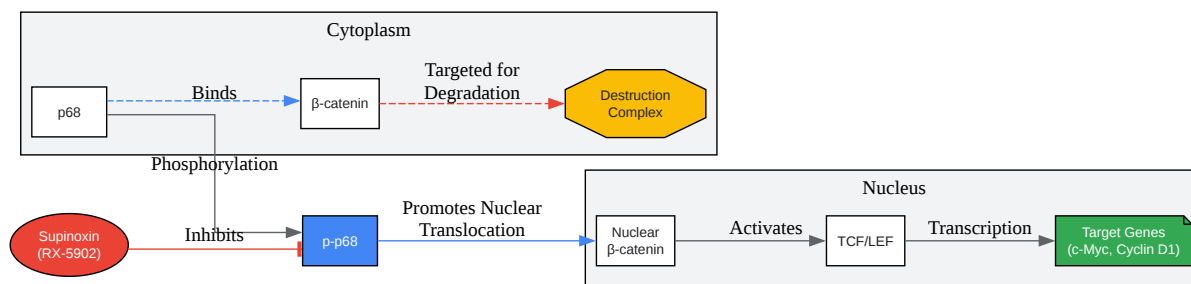 Cytoplasm
p68
Binds
β-catenin
Targeted for
Degradation
Destruction
Complex
Phosphorylation
Supinoxin
(RX-5902)
Inhibits
p-p68
Promotes Nuclear
Translocation
Nucleus
Nuclear
β-catenin
Activates
TCF/LEF
Transcription
Target Genes
(c-Myc, Cyclin D1)